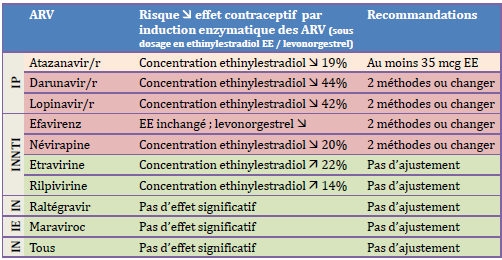 ARV Risque ↘ effet contraceptif par induction enzymatique des ARV (sous dosage en ethinylestradiol EE / levonorgestrel) Recommandations
IP
Atazanavir/r Concentration ethinylestradiol ↘ 19% Au moins 35 mcg EE
Darunavir/r Concentration ethinylestradiol ↘ 44% 2 méthodes ou changer
Lopinavir/r Concentration ethinylestradiol ↘ 42% 2 méthodes ou changer
INNTI
Efavirenz EE inchangé ; levonorgestrel ↘ 2 méthodes ou changer
Névirapine Concentration ethinylestradiol ↘ 20% 2 méthodes ou changer
Etravirine Concentration ethinylestradiol ↗ 22% Pas d'ajustement
Rilpivirine Concentration ethinylestradiol ↗ 14% Pas d'ajustement
IN Raltégravir Pas d'effet significatif Pas d'ajustement
IE Maraviroc Pas d'effet significatif Pas d'ajustement
IN Tous Pas d'effet significatif Pas d'ajustement